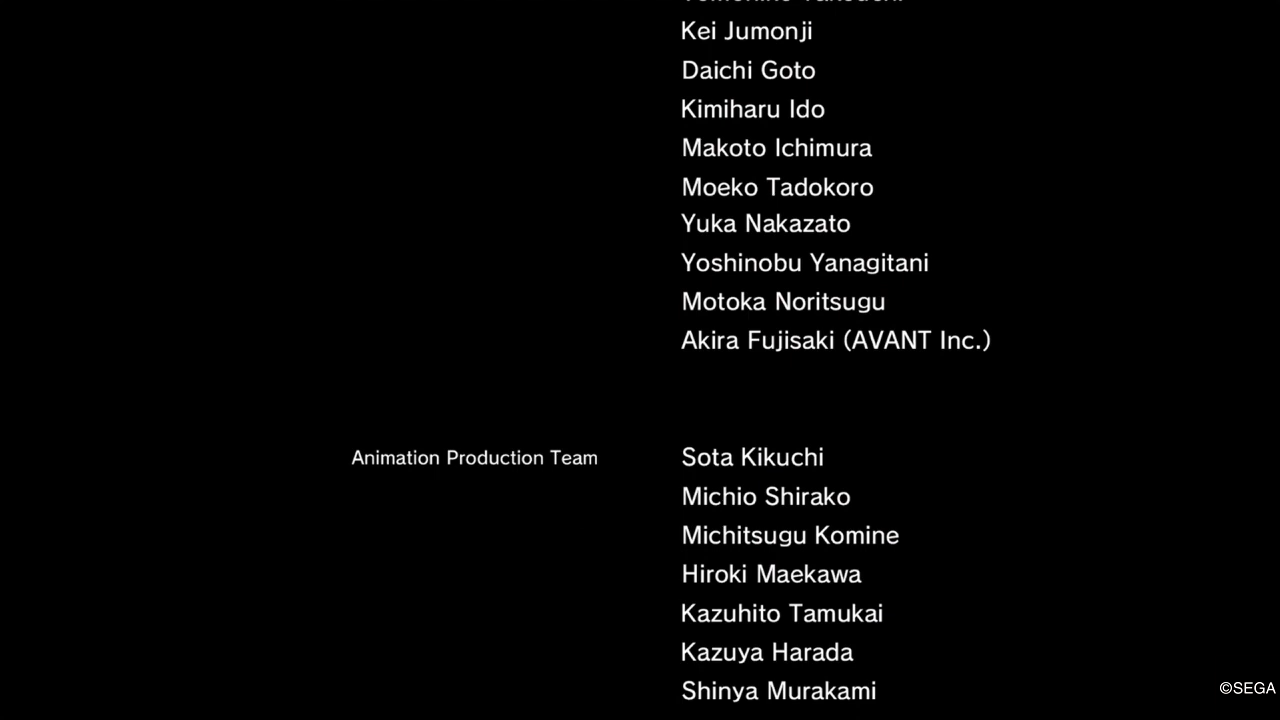 Kei Jumonji
Daichi Goto
Kimiharu Ido
Makoto Ichimura
Moeko Tadokoro
Yuka Nakazato
Yoshinobu Yanagitani
Motoka Noritsugu
Akira Fujisaki (AVANT Inc.)
Animation Production Team Sota Kikuchi
Michio Shirako
Michitsugu Komine
Hiroki Maekawa
Kazuhito Tamukai
Kazuya Harada
Shinya Murakami
©SEGA